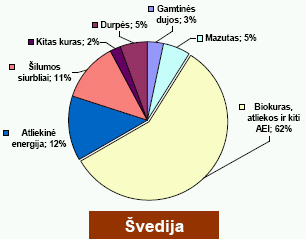 Gamtinės
dujos; 3%
Durpės; 5%
Kitas kuras; 2%
Mazutas; 5%
Šilumos
siurbliai; 11%
Biokuras,
atliekos ir kiti
AEI; 62%
Atliekinė
energija; 12%
Švedija